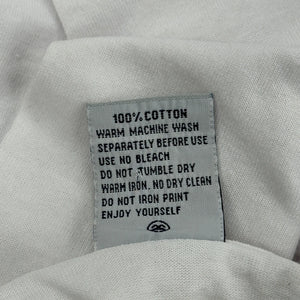 100% COTTON
WARM MACHINE WASH
SEPARATELY BEFORE USE
USE NO BLEACH
DO NOT TUMBLE DRY
WARM IRON, NO DRY CLEAN
DO NOT IRON PRINT
ENJOY YOURSELF